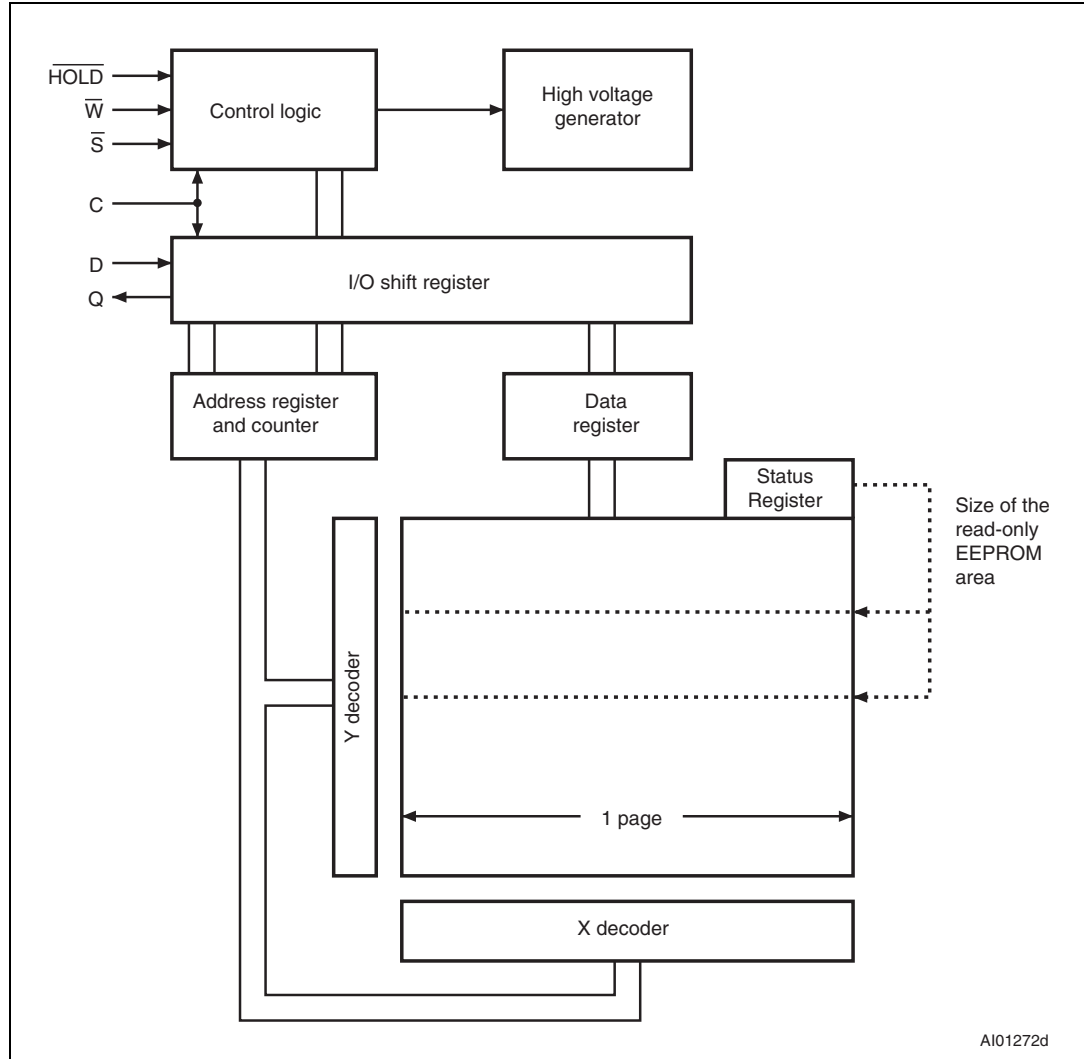 HOLD
W
S
C
D
Q
Control logic
High voltage
generator
I/O shift register
Address register
and counter
Data
register
Status
Register
Size of the
read-only
EEPROM
area
Y decoder
1 page
X decoder
AI01272d